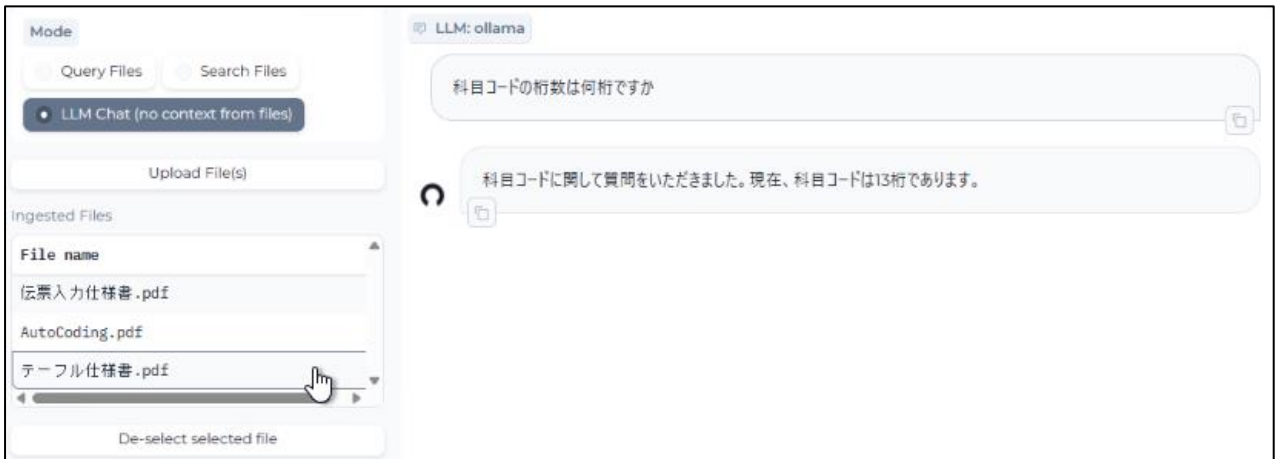 Mode
Query Files
Search Files
LLM Chat (no context from files)
Upload File(s)
Ingested Files
File name
伝票入力仕様書.pdf
AutoCoding.pdf
テーブル仕様書.pdf
De-select selected file
LLM: ollama
科目コードの桁数は何桁ですか
科目コードに関して質問をいただきました。現在、科目コードは13桁であります。